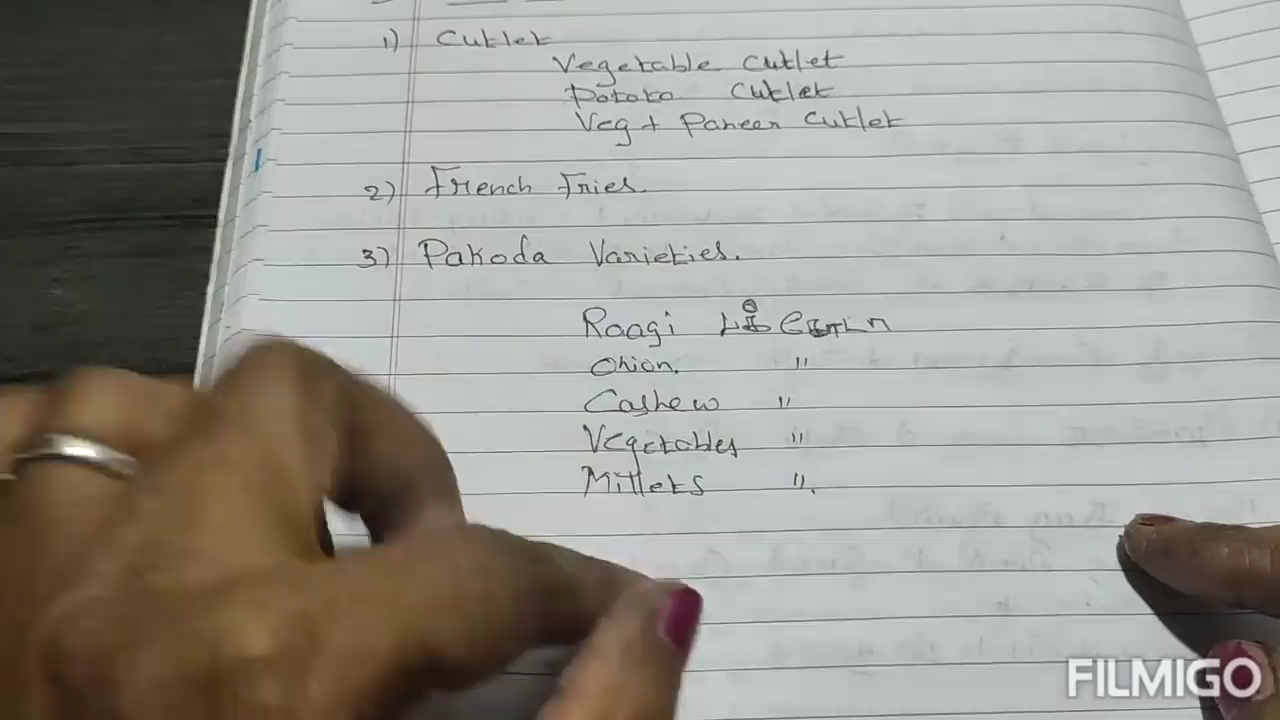 1) Cutlet
Vegetable Cutlet
Potato Cutlet
Veg + Paneer Cutlet
2) French Fries.
3) Pakoda Varieties.
Raagi
Onion. "
Cashew "
Vegetables "
Millets ".
FILMIGO